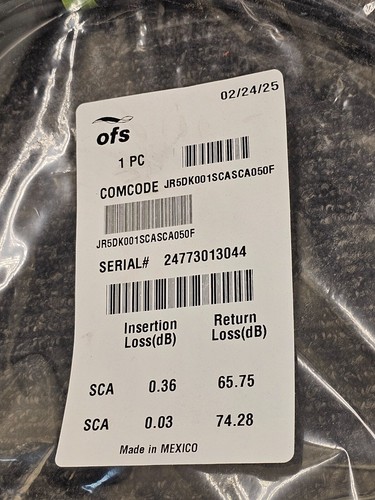 02/24/25
ofs
1 PC
COMCODE JR5DK001SCASCA050F
JR5DK001SCASCA050F
SERIAL# 24773013044
Insertion Loss(dB) Return Loss(dB)
SCA 0.36 65.75
SCA 0.03 74.28
Made in MEXICO